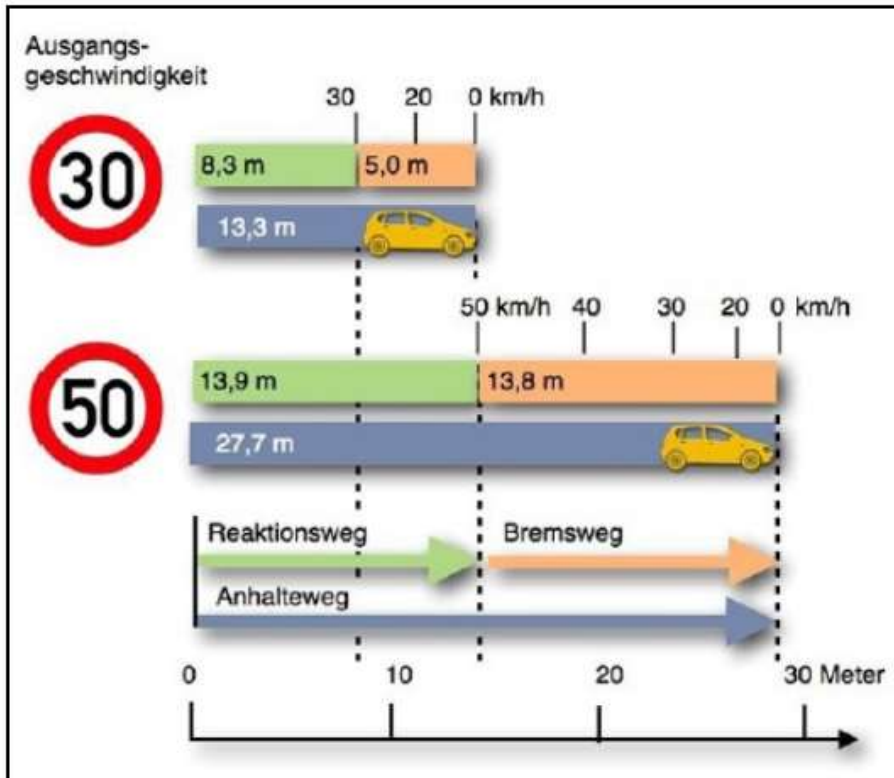 Ausgangs-
geschwindigkeit
30 20 0 km/h
30
8,3 m 5,0 m
13,3 m
50 km/h 40 30 20 0 km/h
50
13,9 m 13,8 m
27,7 m
Reaktionsweg Bremsweg
Anhalteweg
0 10 20 30 Meter